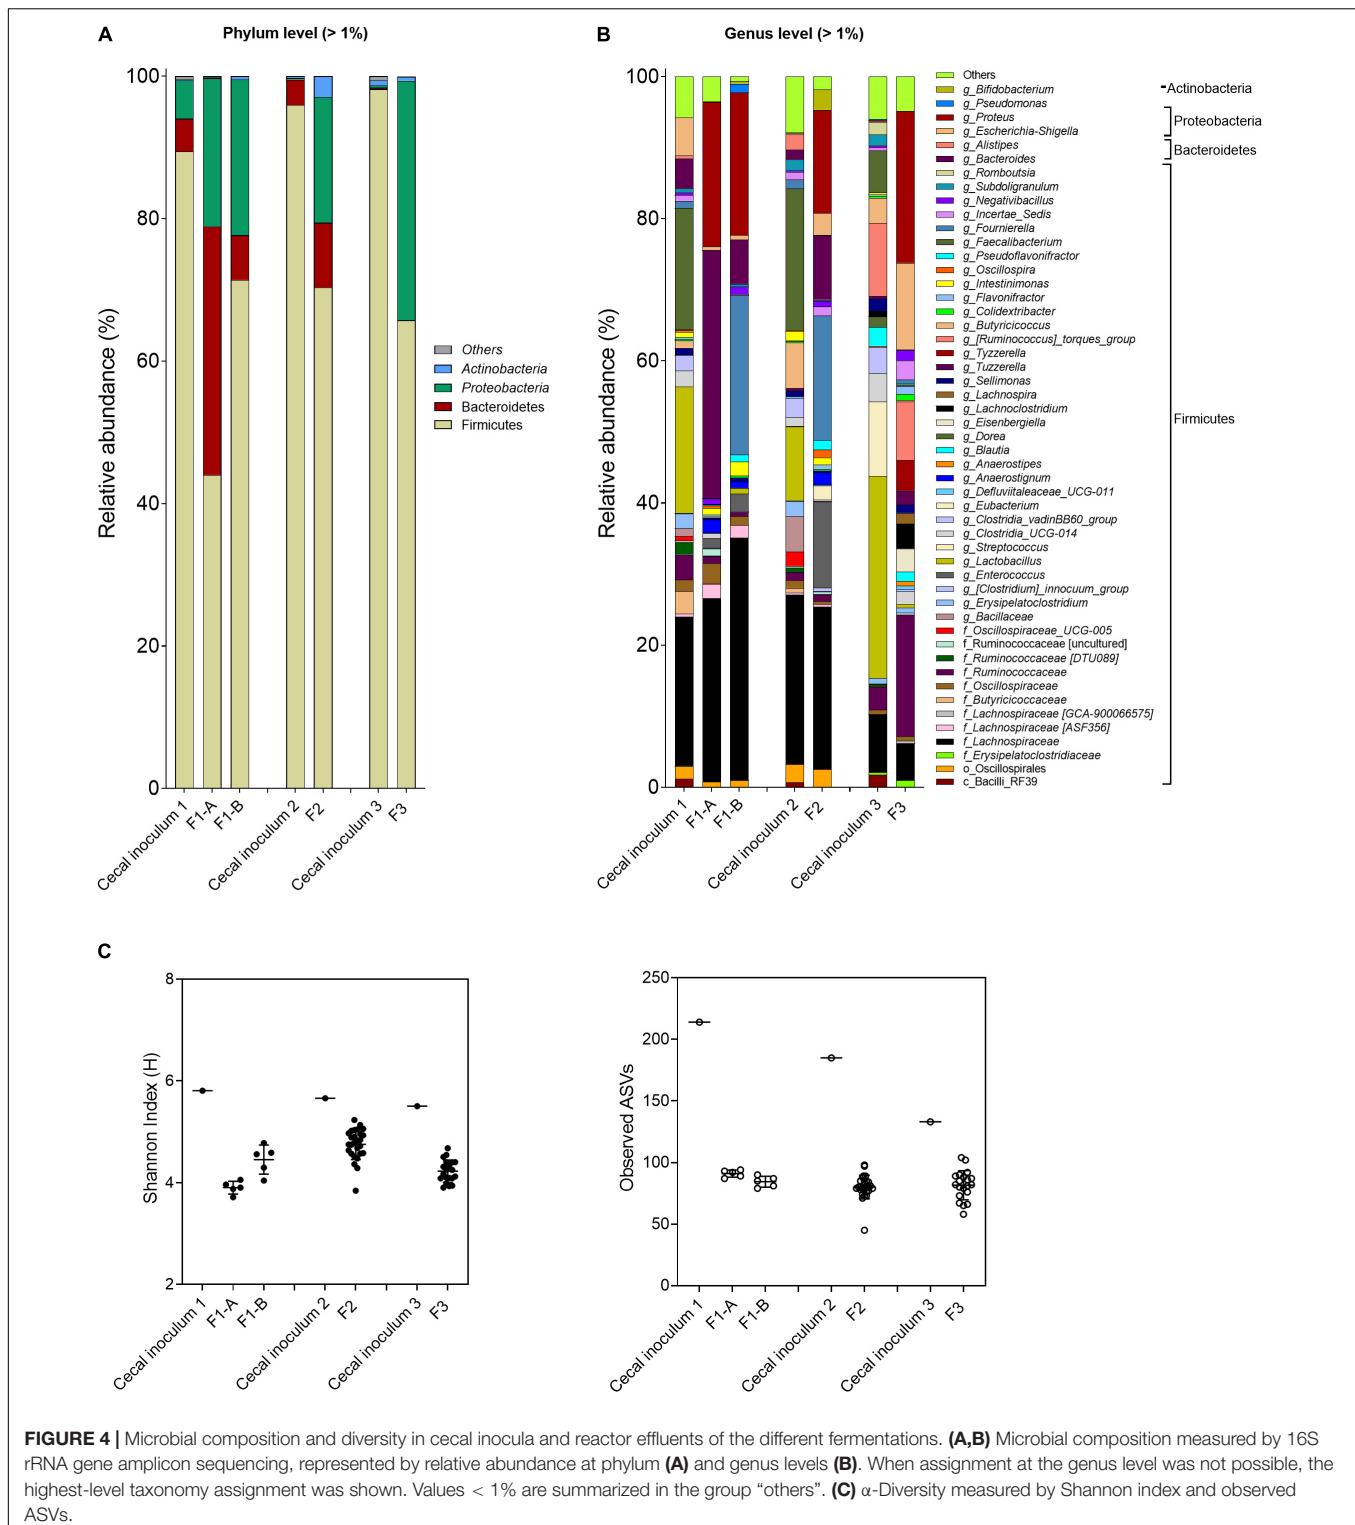 A
Phylum level (> 1%)
100
80
60
40
20
0
Relative abundance (%)
Cecal inoculum 1
F1-A
F1-B
Cecal inoculum 2
F2
Cecal inoculum 3
F3
Others
Actinobacteria
Proteobacteria
Bacteroidetes
Firmicutes
B
Genus level (> 1%)
100
80
60
40
20
0
Relative abundance (%)
Cecal inoculum 1
F1-A
F1-B
Cecal inoculum 2
F2
Cecal inoculum 3
F3
Others
g_Bifidobacterium
g_Pseudomonas
g_Proteus
g_Escherichia-Shigella
g_Alistipes
g_Bacteroides
g_Romboutsia
g_Subdoligranulum
g_Negativibacillus
g_Incertae_Sedis
g_Fournierella
g_Faecalibacterium
g_Pseudoflavonifractor
g_Oscillospira
g_Intestinimonas
g_Flavonifractor
g_Colidextribacter
g_Butyricicoccus
g_[Ruminococcus]_torques_group
g_Tyzzerella
g_Tuzzerella
g_Sellimonas
g_Lachnospira
g_Lachnoclostridium
g_Eisenbergiella
g_Dorea
g_Blautia
g_Anaerostipes
g_Anaerostignum
g_Defluviitaleaceae_UCG-011
g_Eubacterium
g_Clostridia_vadinBB60_group
g_Clostridia_UCG-014
g_Streptococcus
g_Lactobacillus
g_Enterococcus
g_[Clostridium]_innocuum_group
g_Erysipelatoclostridium
g_Bacillaceae
f_Oscillospiraceae_UCG-005
f_Ruminococcaceae [uncultured]
f_Ruminococcaceae [DTU089]
f_Ruminococcaceae
f_Oscillospiraceae
f_Butyricicoccaceae
f_Lachnospiraceae [GCA-900066575]
f_Lachnospiraceae [ASF356]
f_Lachnospiraceae
f_Erysipelatoclostridiaceae
o_Oscillospirales
c_Bacilli_RF39
Actinobacteria
Proteobacteria
Bacteroidetes
Firmicutes
C
8
6
4
2
Shannon Index (H)
Cecal inoculum 1
F1-A
F1-B
Cecal inoculum 2
F2
Cecal inoculum 3
F3
250
200
150
100
50
0
Observed ASVs
Cecal inoculum 1
F1-A
F1-B
Cecal inoculum 2
F2
Cecal inoculum 3
F3
FIGURE 4 | Microbial composition and diversity in cecal inocula and reactor effluents of the different fermentations. (A,B) Microbial composition measured by 16S
rRNA gene amplicon sequencing, represented by relative abundance at phylum (A) and genus levels (B). When assignment at the genus level was not possible, the
highest-level taxonomy assignment was shown. Values < 1% are summarized in the group “others”. (C) α-Diversity measured by Shannon index and observed
ASVs.